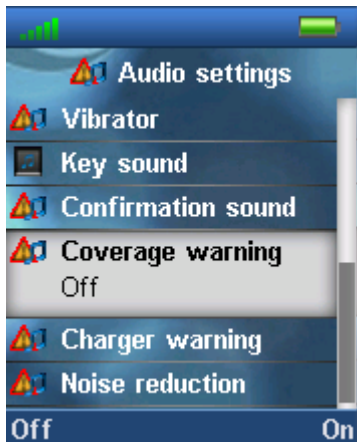 Audio settings
Vibrator
Key sound
Confirmation sound
Coverage warning
Off
Charger warning
Noise reduction
Off On